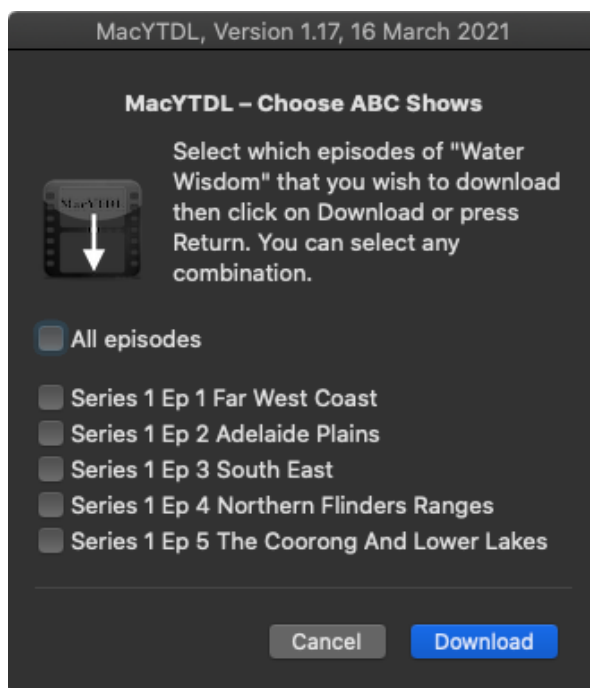 MacYTDL, Version 1.17, 16 March 2021
MacYTDL – Choose ABC Shows
Select which episodes of "Water
Wisdom" that you wish to download
then click on Download or press
Return. You can select any
combination.
MacYTDL
All episodes
Series 1 Ep 1 Far West Coast
Series 1 Ep 2 Adelaide Plains
Series 1 Ep 3 South East
Series 1 Ep 4 Northern Flinders Ranges
Series 1 Ep 5 The Coorong And Lower Lakes
Cancel
Download